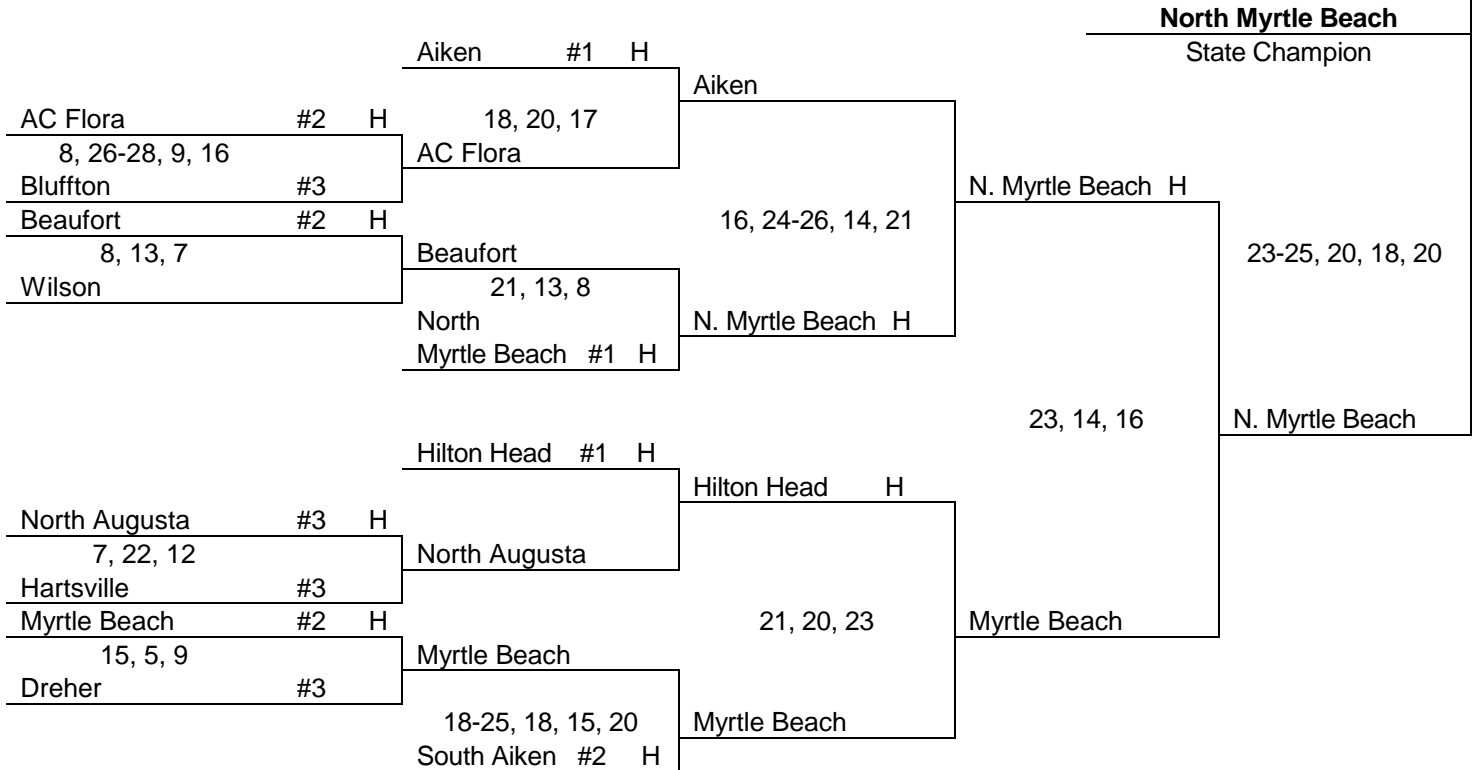 North Myrtle Beach
Aiken #1 H
State Champion
Aiken
AC Flora #2 H
18, 20, 17
8, 26-28, 9, 16
AC Flora
Bluffton #3
N. Myrtle Beach H
Beaufort #2 H
16, 24-26, 14, 21
8, 13, 7
Beaufort
23-25, 20, 18, 20
Wilson
21, 13, 8
North
Myrtle Beach #1 H
N. Myrtle Beach H
23, 14, 16
N. Myrtle Beach
Hilton Head #1 H
Hilton Head H
North Augusta #3 H
7, 22, 12
North Augusta
Hartsville #3
Myrtle Beach #2 H
21, 20, 23
Myrtle Beach
15, 5, 9
Myrtle Beach
Dreher #3
18-25, 18, 15, 20
Myrtle Beach
South Aiken #2 H